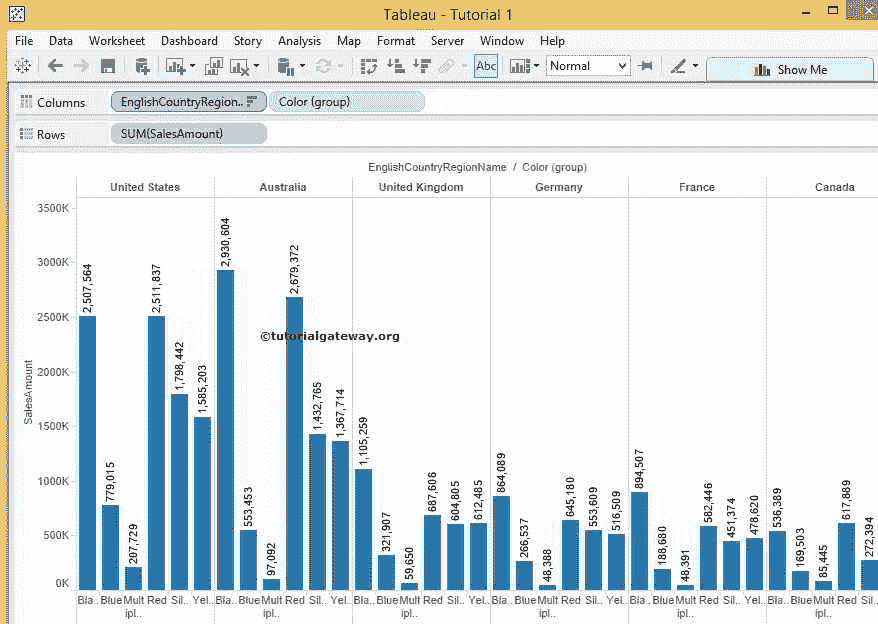 Tableau - Tutorial 1
File Data Worksheet Dashboard Story Analysis Map Format Server Window Help
Abc Normal Show Me
Columns EnglishCountryRegion.. Color (group)
Rows SUM(SalesAmount)
EnglishCountryRegionName / Color (group)
United States Australia United Kingdom Germany France Canada
SalesAmount
3500K
3000K
2500K
2000K
1500K
1000K
500K
0K
2,507,564 779,015 207,729 2,511,837 1,798,442 1,585,203
2,930,604 553,453 97,092 2,679,372 1,432,765 1,367,714
1,105,259 321,907 59,650 687,606 604,805 612,485
864,089 266,537 48,388 645,180 553,609 516,509
894,507 188,680 48,391 582,446 451,374 478,620
536,389 169,503 85,445 617,889 272,394
©tutorialgateway.org
Bla.. Blue Mult Red Sil.. Yel.. Bla.. Blue Mult Red Sil.. Yel.. Bla.. Blue Mult Red Sil.. Yel.. Bla.. Blue Mult Red Sil.. Yel.. Bla.. Blue Mult Red Sil.. Yel.. Bla.. Blue Mult Red Sil..
ipl.. ipl.. ipl.. ipl.. ipl.. ipl..